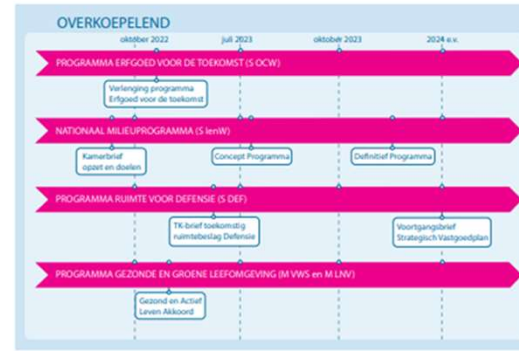 OVERKOEPELEND
oktober 2022 juli 2023 oktober 2023 2024 e.v.
PROGRAMMA ERFGOED VOOR DE TOEKOMST (S OCW)
Verlenging programma
Erfgoed voor de toekomst
NATIONAAL MILIEUPROGRAMMA (S IenW)
Kamerbrief
opzet en doelen
Concept Programma
Definitief Programma
PROGRAMMA RUIMTE VOOR DEFENSIE (S DEF)
TK-brief toekomstig
ruimtebeslag Defensie
Voortgangsbrief
Strategisch Vastgoedplan
PROGRAMMA GEZONDE EN GROENE LEEFOMGEVING (M VWS en M LNV)
Gezond en Actief
Leven Akkoord